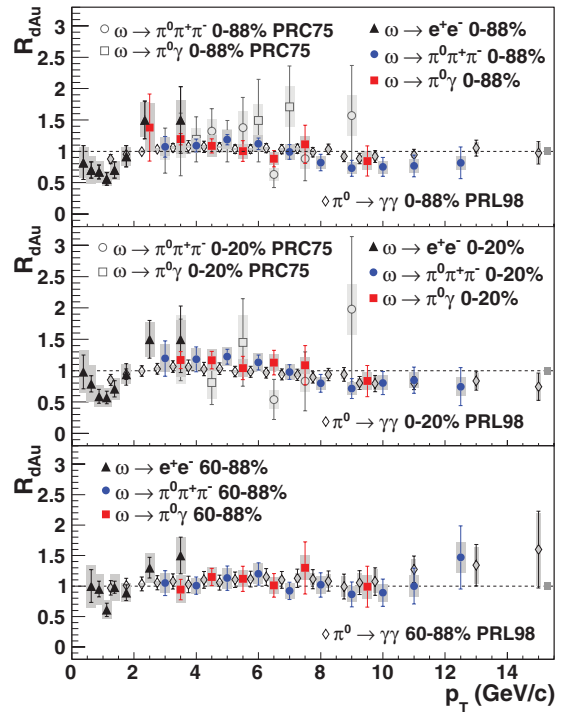 R_dAu
3
2.5
2
1.5
1
0.5
0
○ ω → π⁰π⁺π⁻ 0-88% PRC75
□ ω → π⁰γ 0-88% PRC75
▲ ω → e⁺e⁻ 0-88%
● ω → π⁰π⁺π⁻ 0-88%
■ ω → π⁰γ 0-88%
◊ π⁰ → γγ 0-88% PRL98
R_dAu
3
2.5
2
1.5
1
0.5
0
○ ω → π⁰π⁺π⁻ 0-20% PRC75
□ ω → π⁰γ 0-20% PRC75
▲ ω → e⁺e⁻ 0-20%
● ω → π⁰π⁺π⁻ 0-20%
■ ω → π⁰γ 0-20%
◊ π⁰ → γγ 0-20% PRL98
R_dAu
3
2.5
2
1.5
1
0.5
0
▲ ω → e⁺e⁻ 60-88%
● ω → π⁰π⁺π⁻ 60-88%
■ ω → π⁰γ 60-88%
◊ π⁰ → γγ 60-88% PRL98
0 2 4 6 8 10 12 14
p_T (GeV/c)